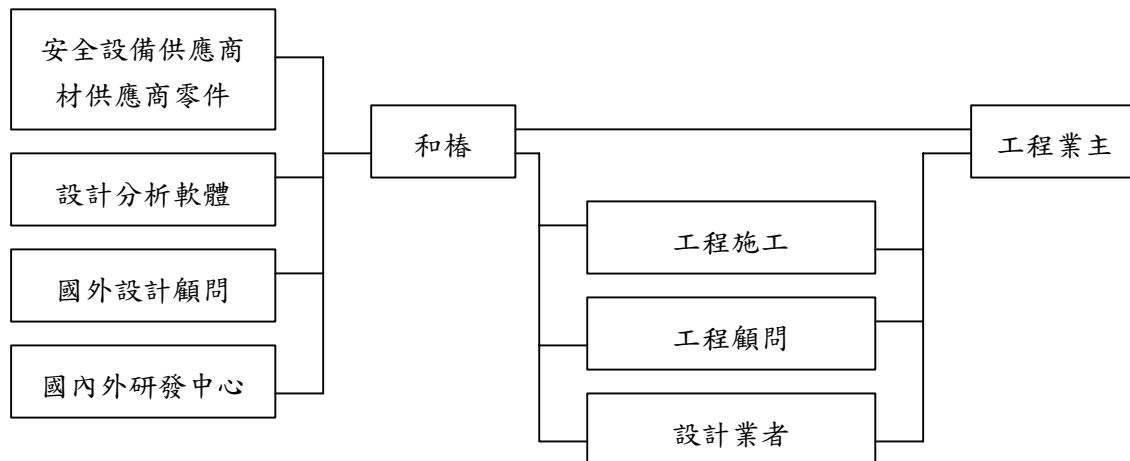 安全設備供應商
材供應商零件
設計分析軟體
國外設計顧問
國內外研發中心
和椿
工程施工
工程顧問
設計業者
工程業主